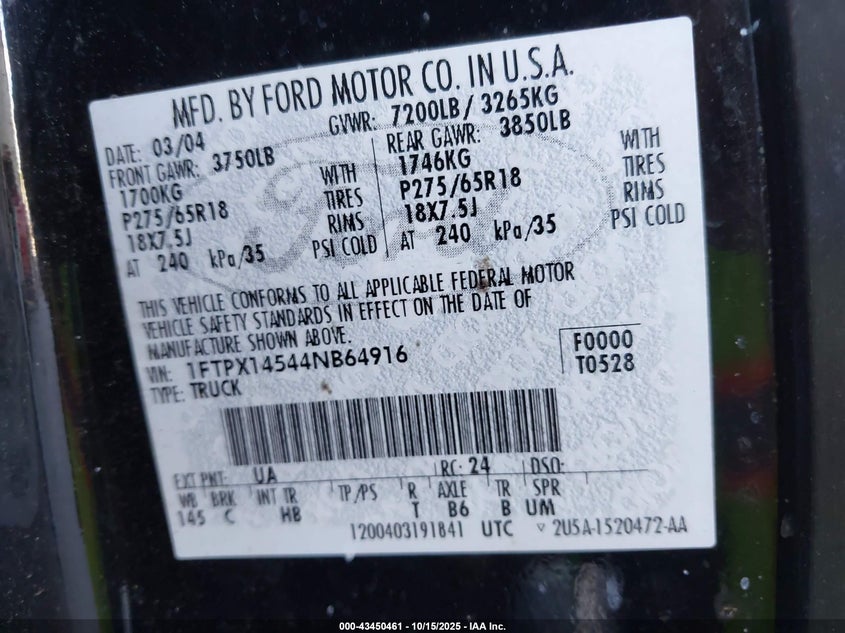 MFD. BY FORD MOTOR CO. IN U.S.A.
DATE: 03/04 GVWR: 7200LB / 3265KG
FRONT GAWR: 3750LB REAR GAWR: 3850LB
1700KG WITH 1746KG WITH
P275/65R18 TIRES P275/65R18 TIRES
18X7.5J RIMS 18X7.5J RIMS
AT 240 kPa/35 PSI COLD AT 240 kPa/35 PSI COLD
THIS VEHICLE CONFORMS TO ALL APPLICABLE FEDERAL MOTOR
VEHICLE SAFETY STANDARDS IN EFFECT ON THE DATE OF
MANUFACTURE SHOWN ABOVE.
VIN: 1FTPX14544NB64916 F0000
TYPE: TRUCK T0528
EXT PNT: UA RC: 24 DSO:
WB BRK INT TR TP/PS R AXLE TR SPR
145 C HB T B6 B UM
1200403191841 UTC ▽ 2U5A-1520472-AA
Ford
000-43450461 - 10/15/2025 - IAA Inc.